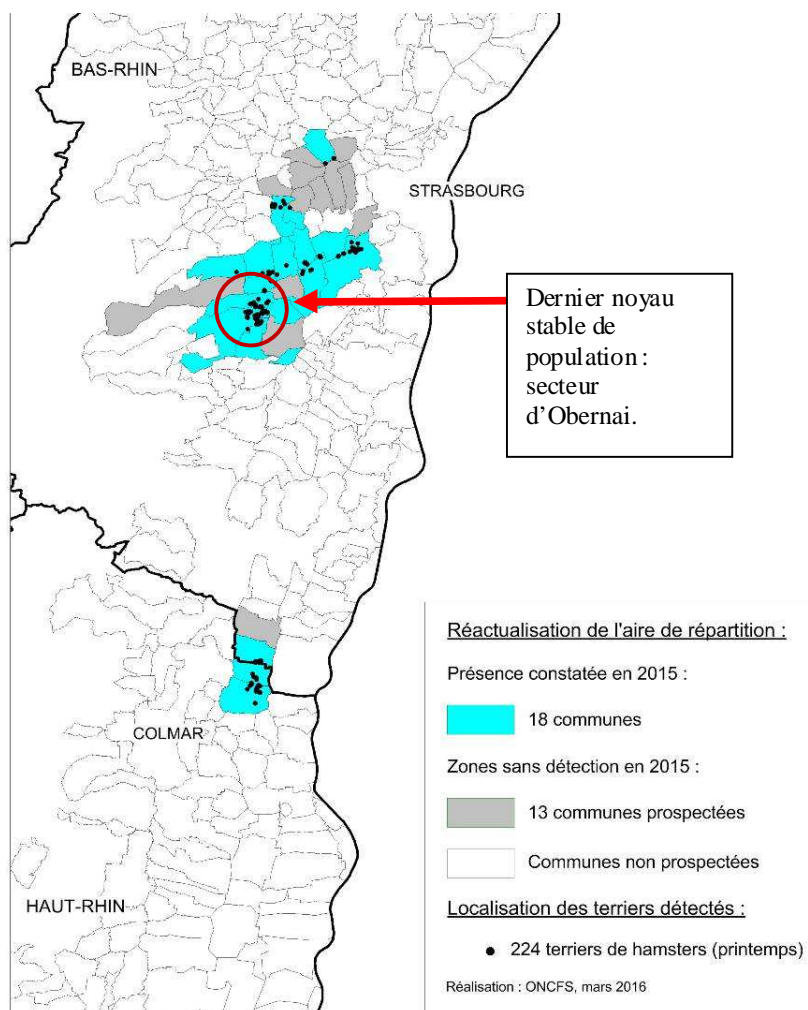 BAS-RHIN
STRASBOURG
Dernier noyau
stable de
population :
secteur
d’Obernai.
COLMAR
HAUT-RHIN
Réactualisation de l'aire de répartition :
Présence constatée en 2015 :
18 communes
Zones sans détection en 2015 :
13 communes prospectées
Communes non prospectées
Localisation des terriers détectés :
224 terriers de hamsters (printemps)
Réalisation : ONCFS, mars 2016